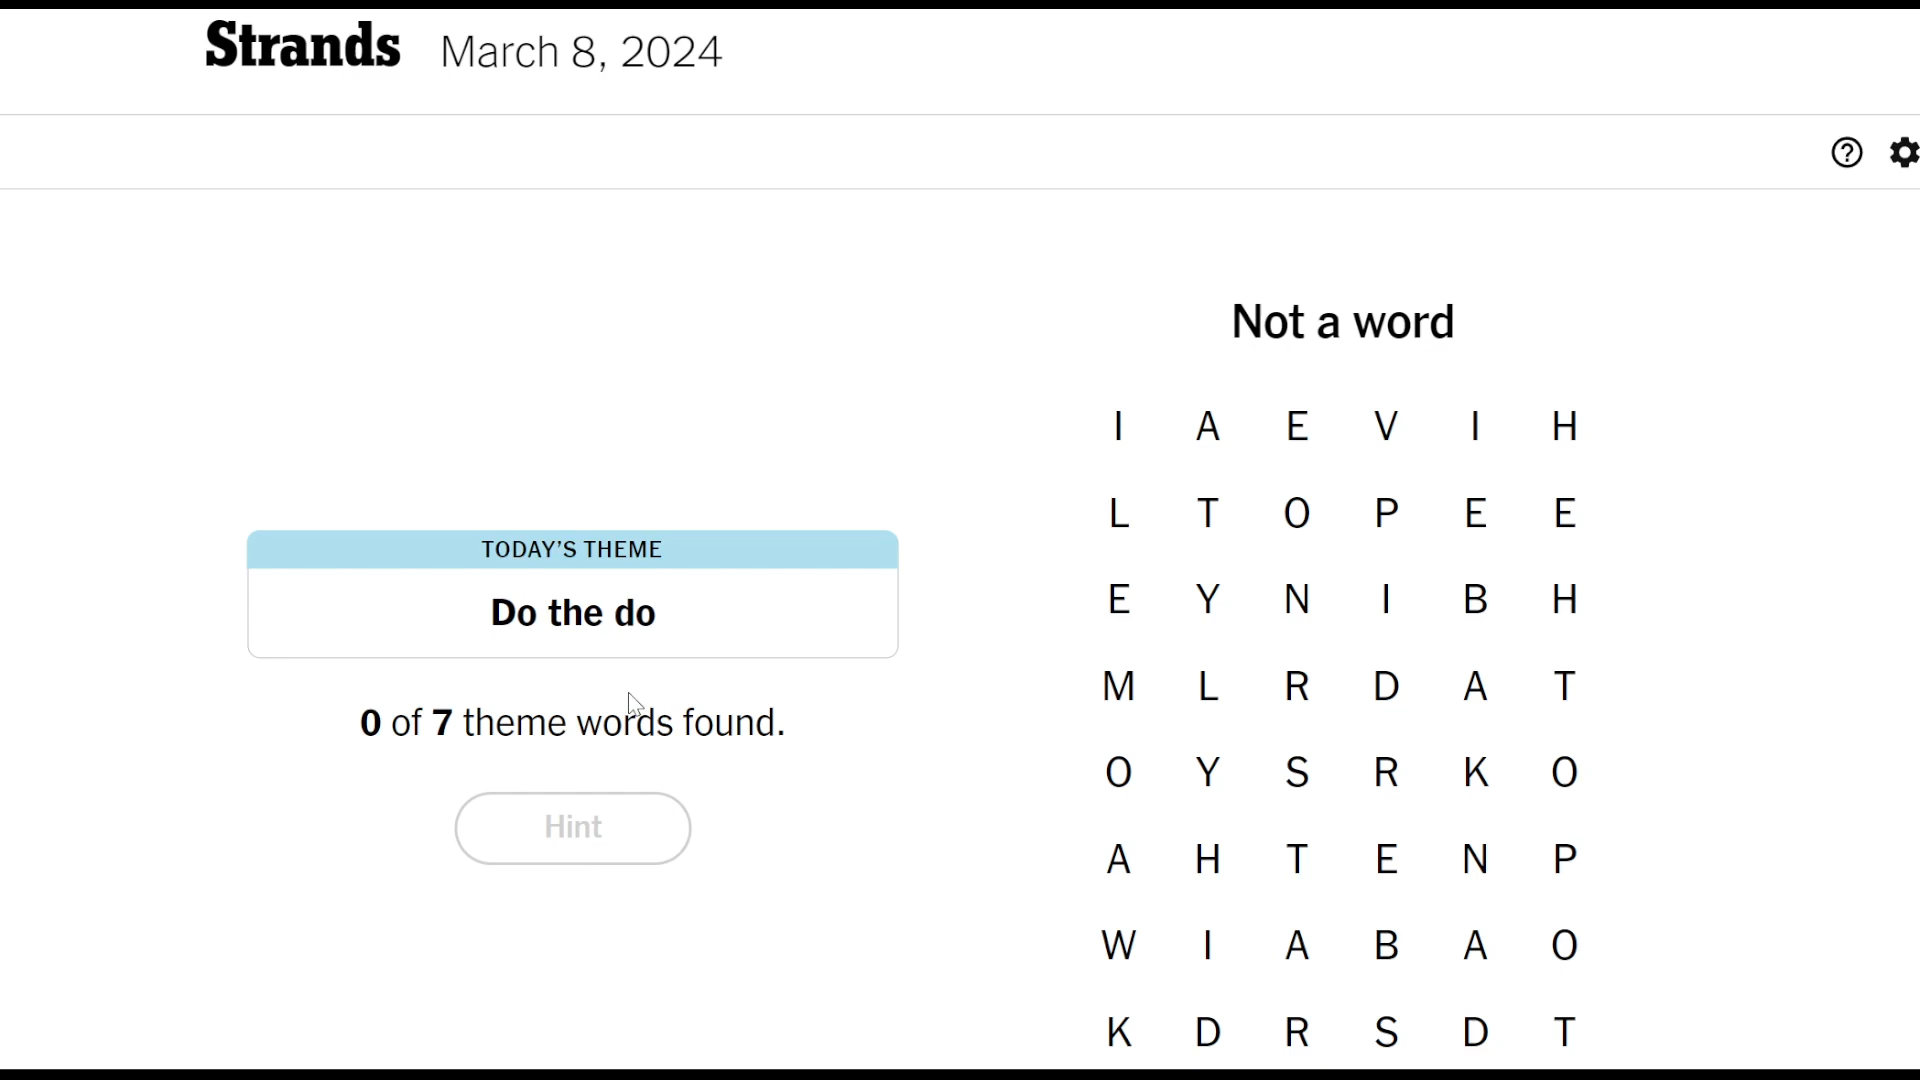 Strands March 8, 2024
Not a word
TODAY'S THEME
Do the do
0 of 7 theme words found.
Hint
I A E V I H
L T O P E E
E Y N I B H
M L R D A T
O Y S R K O
A H T E N P
W I A B A O
K D R S D T